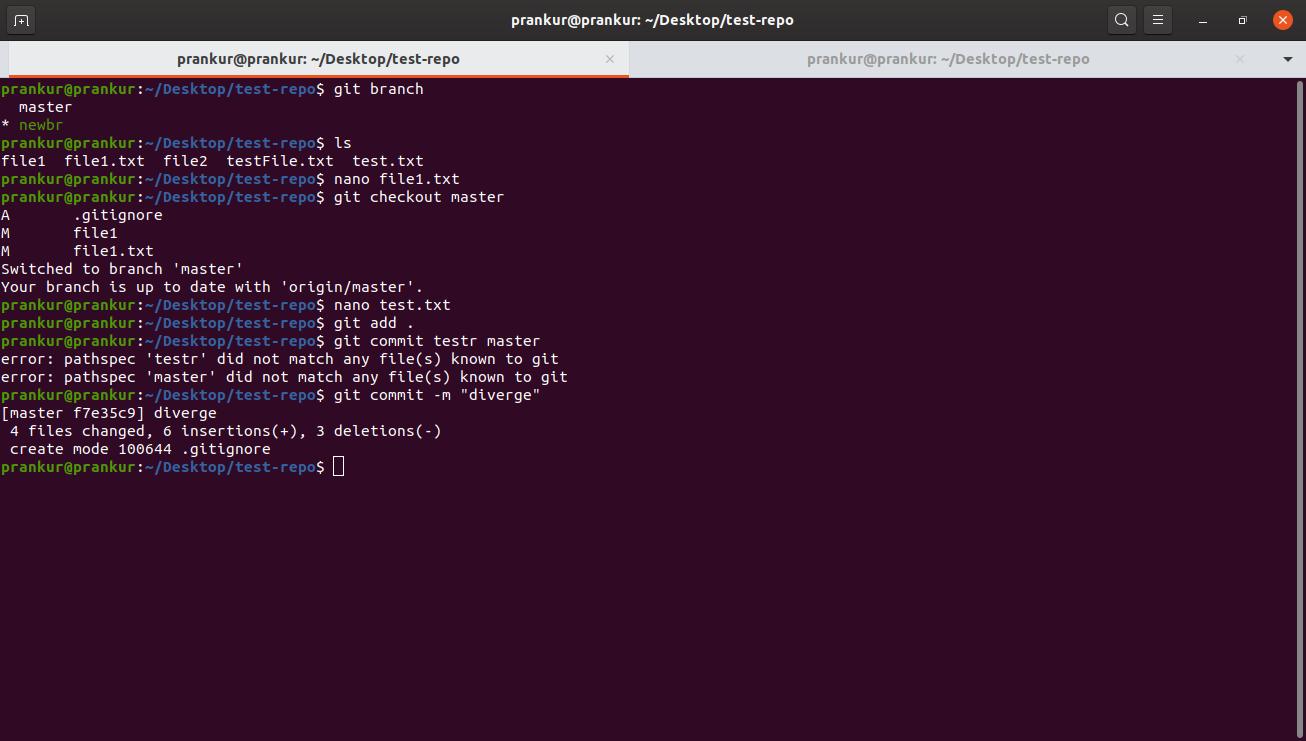 prankur@prankur: ~/Desktop/test-repo
prankur@prankur: ~/Desktop/test-repo
prankur@prankur: ~/Desktop/test-repo
prankur@prankur:~/Desktop/test-repo$ git branch
  master
* newbr
prankur@prankur:~/Desktop/test-repo$ ls
file1  file1.txt  file2  testFile.txt  test.txt
prankur@prankur:~/Desktop/test-repo$ nano file1.txt
prankur@prankur:~/Desktop/test-repo$ git checkout master
A       .gitignore
M       file1
M       file1.txt
Switched to branch 'master'
Your branch is up to date with 'origin/master'.
prankur@prankur:~/Desktop/test-repo$ nano test.txt
prankur@prankur:~/Desktop/test-repo$ git add .
prankur@prankur:~/Desktop/test-repo$ git commit testr master
error: pathspec 'testr' did not match any file(s) known to git
error: pathspec 'master' did not match any file(s) known to git
prankur@prankur:~/Desktop/test-repo$ git commit -m "diverge"
[master f7e35c9] diverge
 4 files changed, 6 insertions(+), 3 deletions(-)
 create mode 100644 .gitignore
prankur@prankur:~/Desktop/test-repo$